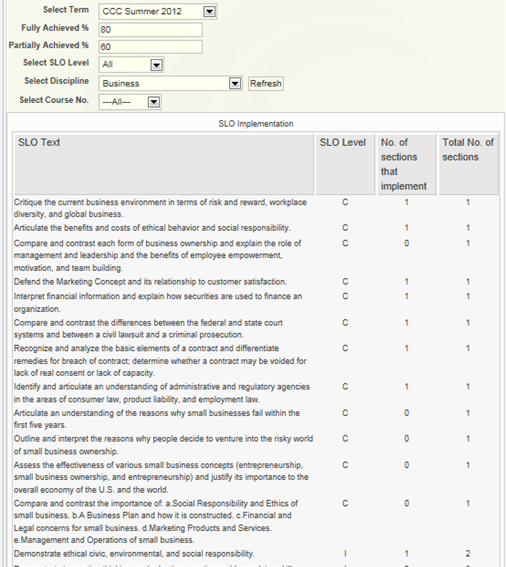 Select Term CCC Summer 2012
Fully Achieved % 80
Partially Achieved % 60
Select SLO Level All
Select Discipline Business Refresh
Select Course No. ---All---
SLO Implementation
SLO Text SLO Level No. of Total No. of
sections sections
that
implement
Critique the current business environment in terms of risk and reward, workplace C 1 1
diversity, and global business.
Articulate the benefits and costs of ethical behavior and social responsibility. C 1 1
Compare and contrast each form of business ownership and explain the role of C 0 1
management and leadership and the benefits of employee empowerment,
motivation, and team building.
Defend the Marketing Concept and its relationship to customer satisfaction. C 1 1
Interpret financial information and explain how securities are used to finance an C 1 1
organization.
Compare and contrast the differences between the federal and state court C 1 1
systems and between a civil lawsuit and a criminal prosecution.
Recognize and analyze the basic elements of a contract and differentiate C 1 1
remedies for breach of contract; determine whether a contract may be voided for
lack of real consent or lack of capacity.
Identify and articulate an understanding of administrative and regulatory agencies C 1 1
in the areas of consumer law, product liability, and employment law.
Articulate an understanding of the reasons why small businesses fail within the C 0 1
first five years.
Outline and interpret the reasons why people decide to venture into the risky world C 0 1
of small business ownership.
Assess the effectiveness of various small business concepts (entrepreneurship, C 0 1
small business ownership, and entrepreneurship) and justify its importance to the
overall economy of the U.S. and the world.
Compare and contrast the importance of: a.Social Responsibility and Ethics of C 0 1
small business. b.A Business Plan and how it is constructed. c.Financial and
Legal concerns for small business. d.Marketing Products and Services.
e.Management and Operations of small business.
Demonstrate ethical civic, environmental, and social responsibility. I 1 2